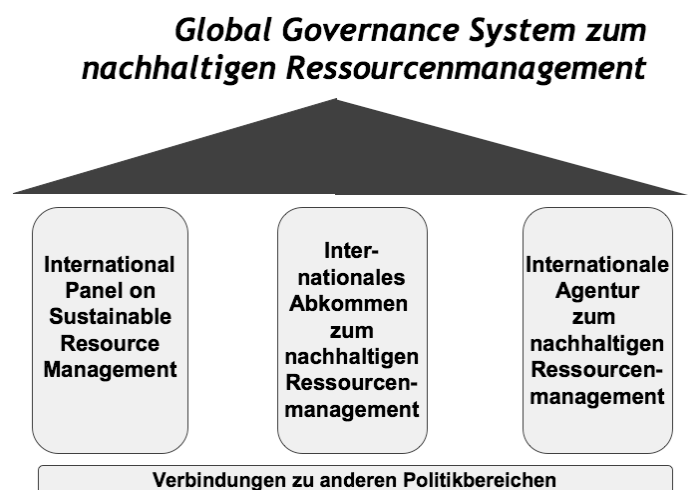 Global Governance System zum
nachhaltigen Ressourcenmanagement
International
Panel on
Sustainable
Resource
Management
Inter-
nationales
Abkommen
zum
nachhaltigen
Ressourcen-
management
Internationale
Agentur
zum
nachhaltigen
Ressourcen-
management
Verbindungen zu anderen Politikbereichen